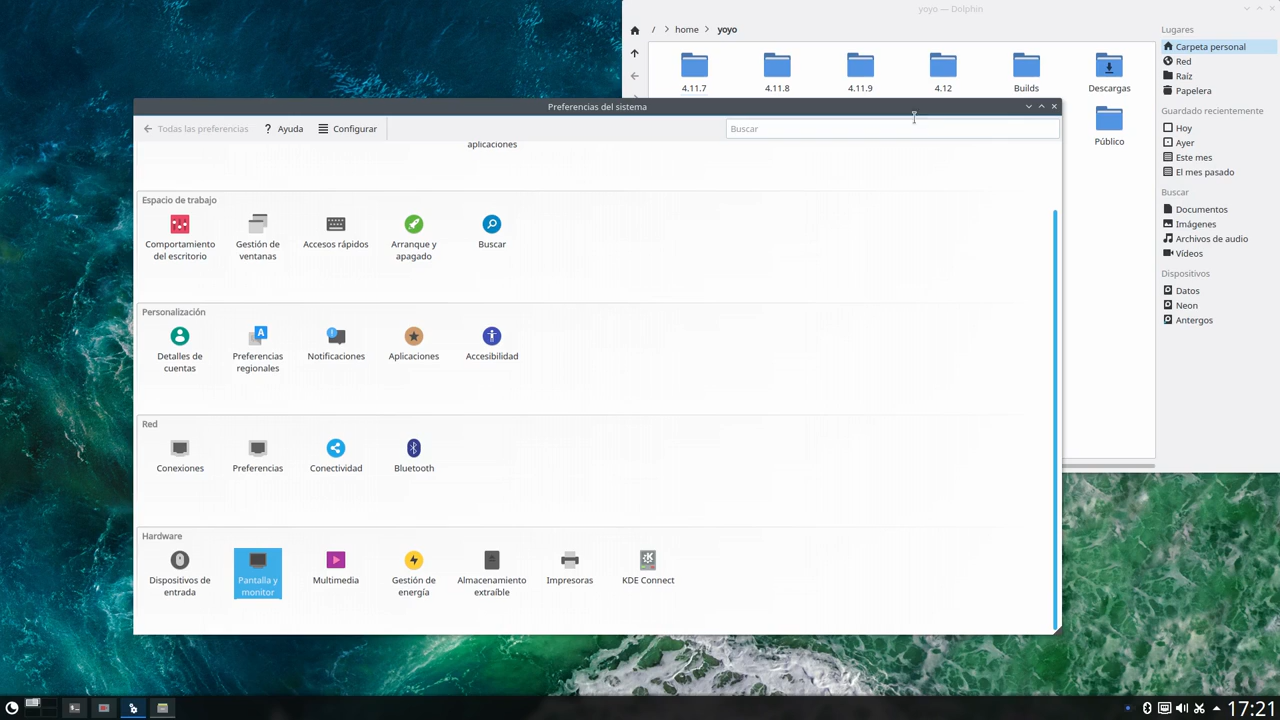 yoyo — Dolphin
/ > home > yoyo
4.11.7
4.11.8
4.11.9
4.12
Builds
Descargas
Público
Lugares
Carpeta personal
Red
Raíz
Papelera
Guardado recientemente
Hoy
Ayer
Este mes
El mes pasado
Buscar
Documentos
Imágenes
Archivos de audio
Vídeos
Dispositivos
Datos
Neon
Antergos
Preferencias del sistema
Todas las preferencias
? Ayuda
Configurar
Buscar
aplicaciones
Espacio de trabajo
Comportamiento
del escritorio
Gestión de
ventanas
Accesos rápidos
Arranque y
apagado
Buscar
Personalización
Detalles de
cuentas
Preferencias
regionales
Notificaciones
Aplicaciones
Accesibilidad
Red
Conexiones
Preferencias
Conectividad
Bluetooth
Hardware
Dispositivos de
entrada
Pantalla y
monitor
Multimedia
Gestión de
energía
Almacenamiento
extraíble
Impresoras
KDE Connect
17:21